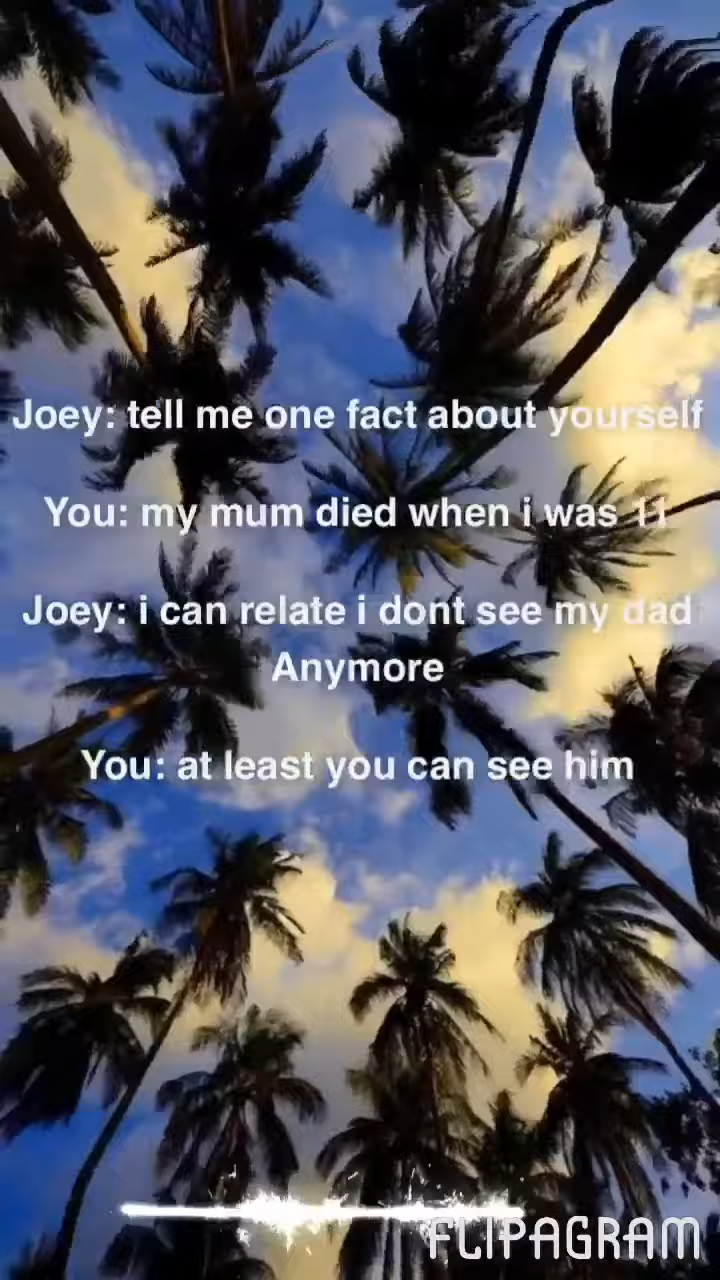 Joey: tell me one fact about yourself
You: my mum died when i was 11
Joey: i can relate i dont see my dad
Anymore
You: at least you can see him
FLIPAGRAM